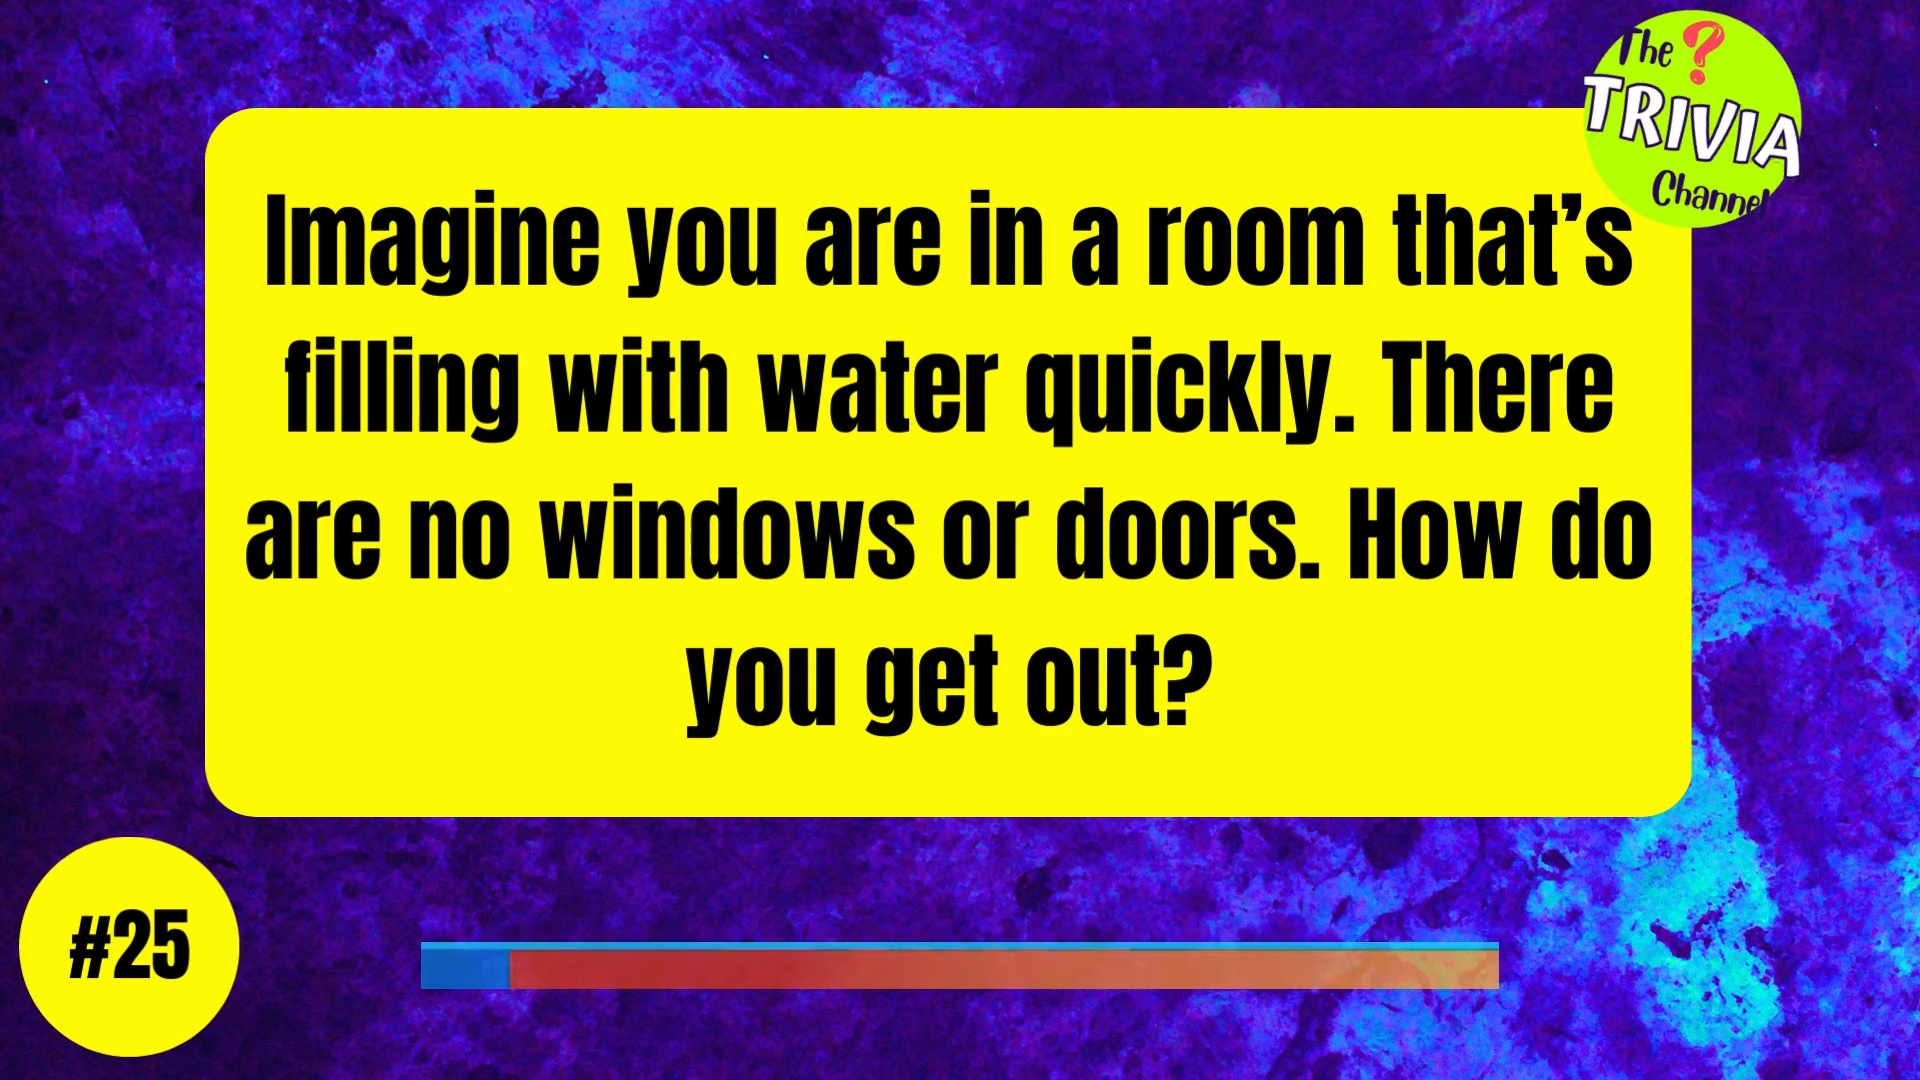 The ?
TRIVIA
Channel
Imagine you are in a room that’s
filling with water quickly. There
are no windows or doors. How do
you get out?
#25